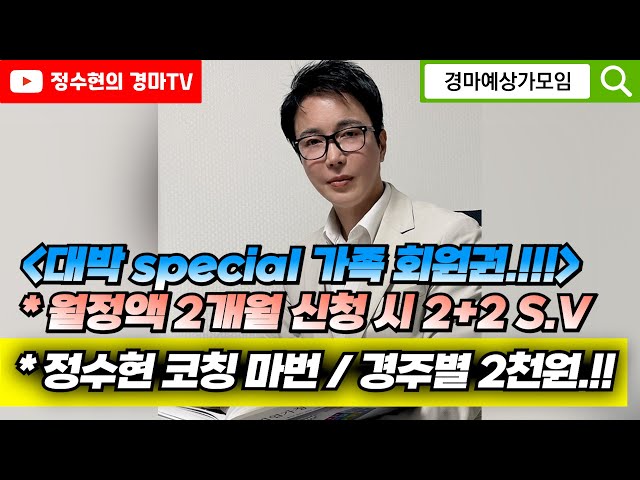 정수현의 경마TV
경마예상가모임
<대박 special 가족 회원권.!!!>
* 월정액 2개월 신청 시 2+2 S.V
* 정수현 코칭 마번 / 경주별 2천원.!!